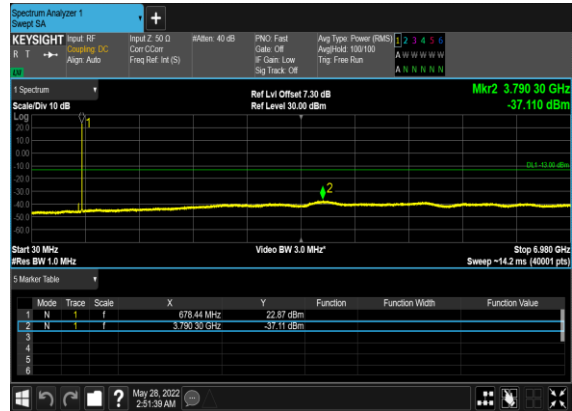 Spectrum Analyzer 1
Swept SA
+
KEYSIGHT Input: RF Input Z: 50 Ω #Atten: 40 dB PNO: Fast Avg Type: Power (RMS) 1 2 3 4 5 6
R T Coupling: DC Corr CCorr Gate: Off Avg|Hold: 100/100 A W W W W W
Align: Auto Freq Ref: Int (S) IF Gain: Low Trig: Free Run
Sig Track: Off A N N N N N
1 Spectrum Ref Lvl Offset 7.30 dB Mkr2 3.790 30 GHz
Scale/Div 10 dB Ref Level 30.00 dBm -37.110 dBm
Log
20.0 1
10.0
0.00
-10.0 DL1 -13.00 dBm
-20.0
-30.0 2
-40.0
-50.0
-60.0
Start 30 MHz Video BW 3.0 MHz* Stop 6.980 GHz
#Res BW 1.0 MHz Sweep ~14.2 ms (40001 pts)
5 Marker Table
Mode Trace Scale X Y Function Function Width Function Value
1 N 1 f 678.44 MHz 22.87 dBm
2 N 1 f 3.790 30 GHz -37.11 dBm
3
4
5
6
? May 28, 2022
2:51:39 AM